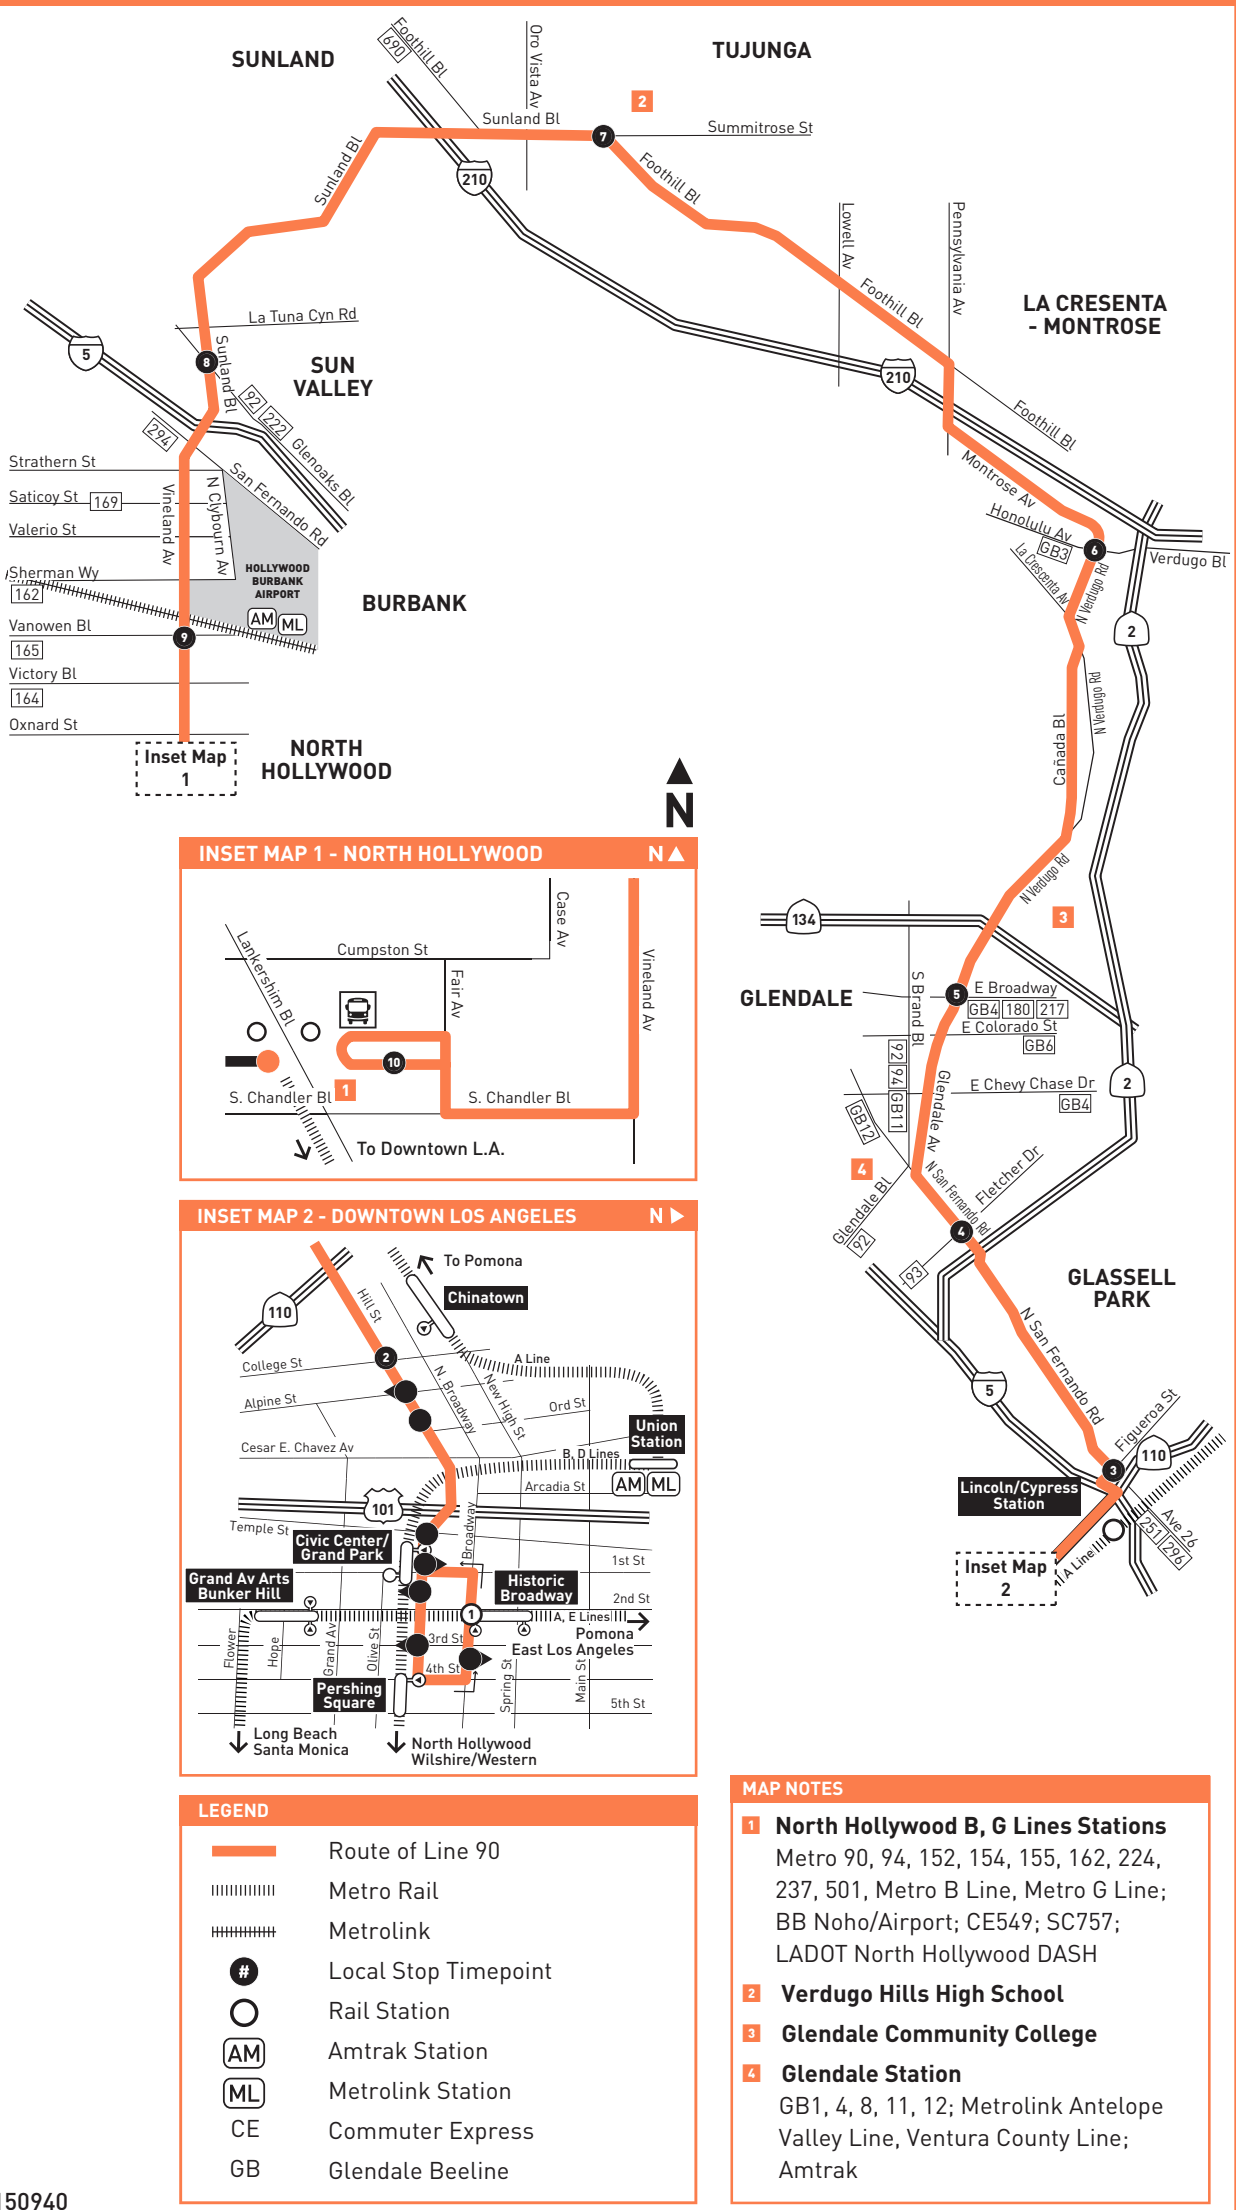 SUNLAND
TUJUNGA
Foothill Bl
690
Oro Vista Av
2
Sunland Bl
7
Summitrose St
Sunland Bl
210
Foothill Bl
Lowell Av
Pennsylvania Av
Foothill Bl
LA CRESENTA
- MONTROSE
La Tuna Cyn Rd
5
8
Sunland Bl
SUN
VALLEY
210
92
222
Glenoaks Bl
Foothill Bl
294
Strathern St
San Fernando Rd
Montrose Av
Saticoy St
169
Vineland Av
N Clybourn Av
Honolulu Av
GB3
6
Verdugo Bl
Valerio St
La Crescenta Av
N Verdugo Rd
Sherman Wy
162
HOLLYWOOD
BURBANK
AIRPORT
AM
ML
BURBANK
Vanowen Bl
9
165
2
Victory Bl
164
N Verdugo Rd
Oxnard St
Cañada Bl
Inset Map
1
NORTH
HOLLYWOOD
N
N Verdugo Rd
3
134
GLENDALE
S Brand Bl
5
E Broadway
GB4
180
217
E Colorado St
GB6
92
94
GB11
Glendale Av
E Chevy Chase Dr
GB4
2
GB12
4
Glendale Bl
92
N San Fernando Rd
Fletcher Dr
4
93
GLASSELL
PARK
N San Fernando Rd
5
Figueroa St
3
110
Lincoln/Cypress
Station
Ave 26
251
296
A Line
Inset Map
2
INSET MAP 1 - NORTH HOLLYWOOD
N
Case Av
Lankershim Bl
Cumpston St
Fair Av
Vineland Av
10
1
S. Chandler Bl
S. Chandler Bl
To Downtown L.A.
INSET MAP 2 - DOWNTOWN LOS ANGELES
N
To Pomona
Chinatown
110
Hill St
College St
2
A Line
Alpine St
N. Broadway
New High St
Ord St
Union
Station
Cesar E. Chavez Av
B, D Lines
AM
ML
Arcadia St
101
Temple St
Broadway
Civic Center/
Grand Park
1st St
Grand Av Arts
Bunker Hill
Historic
Broadway
2nd St
1
A, E Lines
Pomona
East Los Angeles
Flower
Hope
Grand Av
Olive St
3rd St
4th St
Spring St
Main St
Pershing
Square
5th St
Long Beach
Santa Monica
North Hollywood
Wilshire/Western
LEGEND
Route of Line 90
Metro Rail
Metrolink
# Local Stop Timepoint
Rail Station
AM Amtrak Station
ML Metrolink Station
CE Commuter Express
GB Glendale Beeline
MAP NOTES
1 North Hollywood B, G Lines Stations
Metro 90, 94, 152, 154, 155, 162, 224,
237, 501, Metro B Line, Metro G Line;
BB Noho/Airport; CE549; SC757;
LADOT North Hollywood DASH
2 Verdugo Hills High School
3 Glendale Community College
4 Glendale Station
GB1, 4, 8, 11, 12; Metrolink Antelope
Valley Line, Ventura County Line;
Amtrak
150940